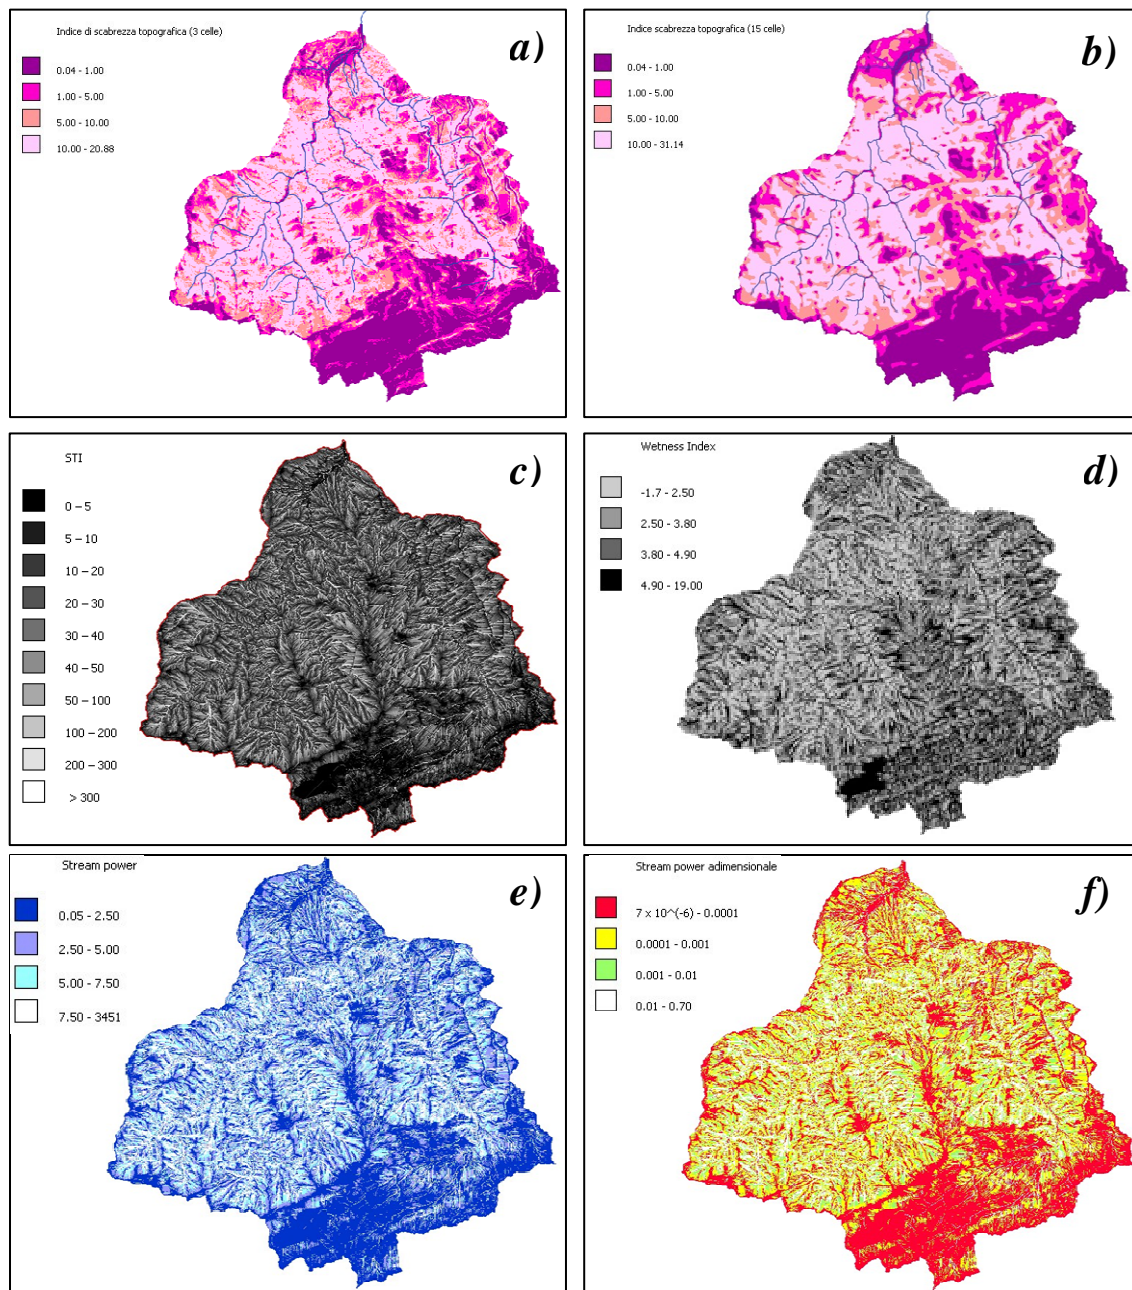 Indice di scabrezza topografica (3 celle)
a)
0.04 - 1.00
1.00 - 5.00
5.00 - 10.00
10.00 - 20.88
Indice scabrezza topografica (15 celle)
b)
0.04 - 1.00
1.00 - 5.00
5.00 - 10.00
10.00 - 31.14
STI
c)
0 – 5
5 – 10
10 – 20
20 – 30
30 – 40
40 – 50
50 – 100
100 – 200
200 – 300
> 300
Wetness Index
d)
-1.7 - 2.50
2.50 - 3.80
3.80 - 4.90
4.90 - 19.00
Stream power
e)
0.05 - 2.50
2.50 - 5.00
5.00 - 7.50
7.50 - 3451
Stream power adimensionale
f)
7 x 10^(-6) - 0.0001
0.0001 - 0.001
0.001 - 0.01
0.01 - 0.70